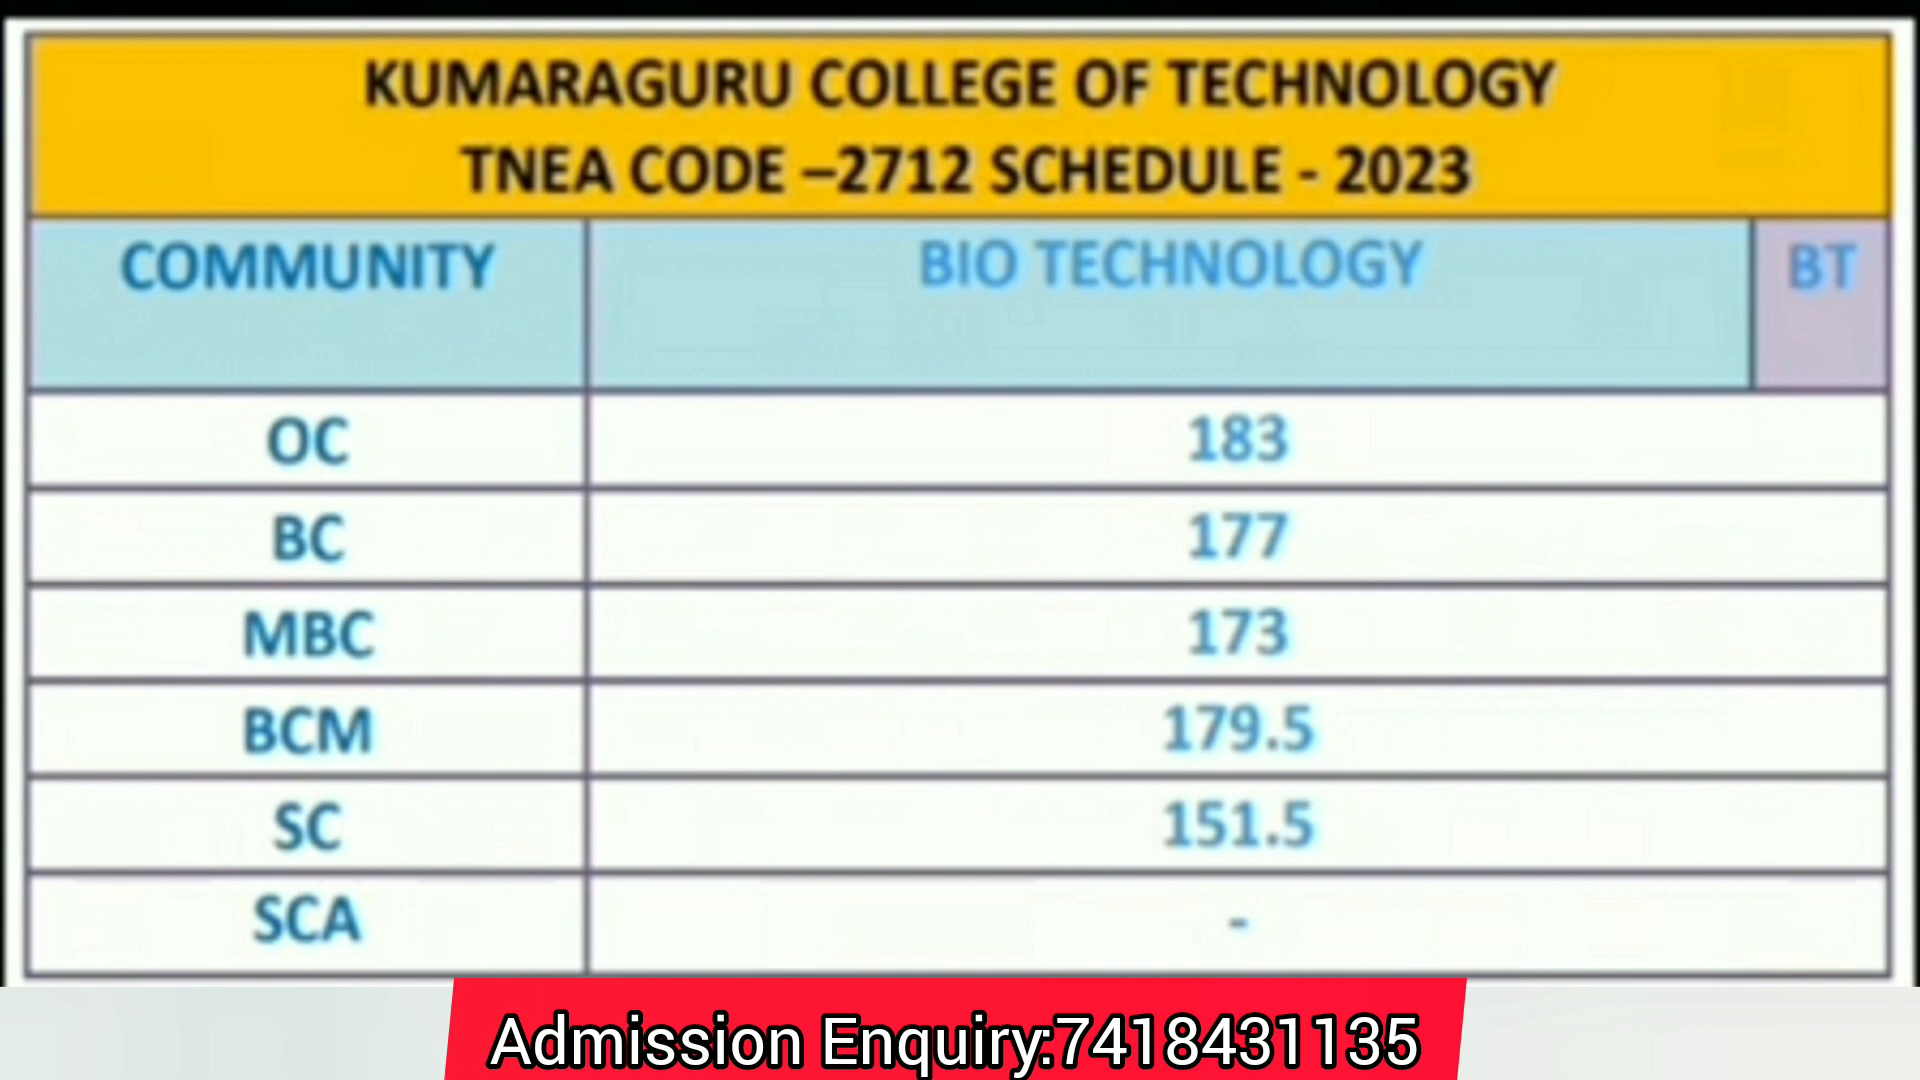 KUMARAGURU COLLEGE OF TECHNOLOGY
TNEA CODE –2712 SCHEDULE - 2023
COMMUNITY BIO TECHNOLOGY BT
OC 183
BC 177
MBC 173
BCM 179.5
SC 151.5
SCA -
Admission Enquiry:7418431135